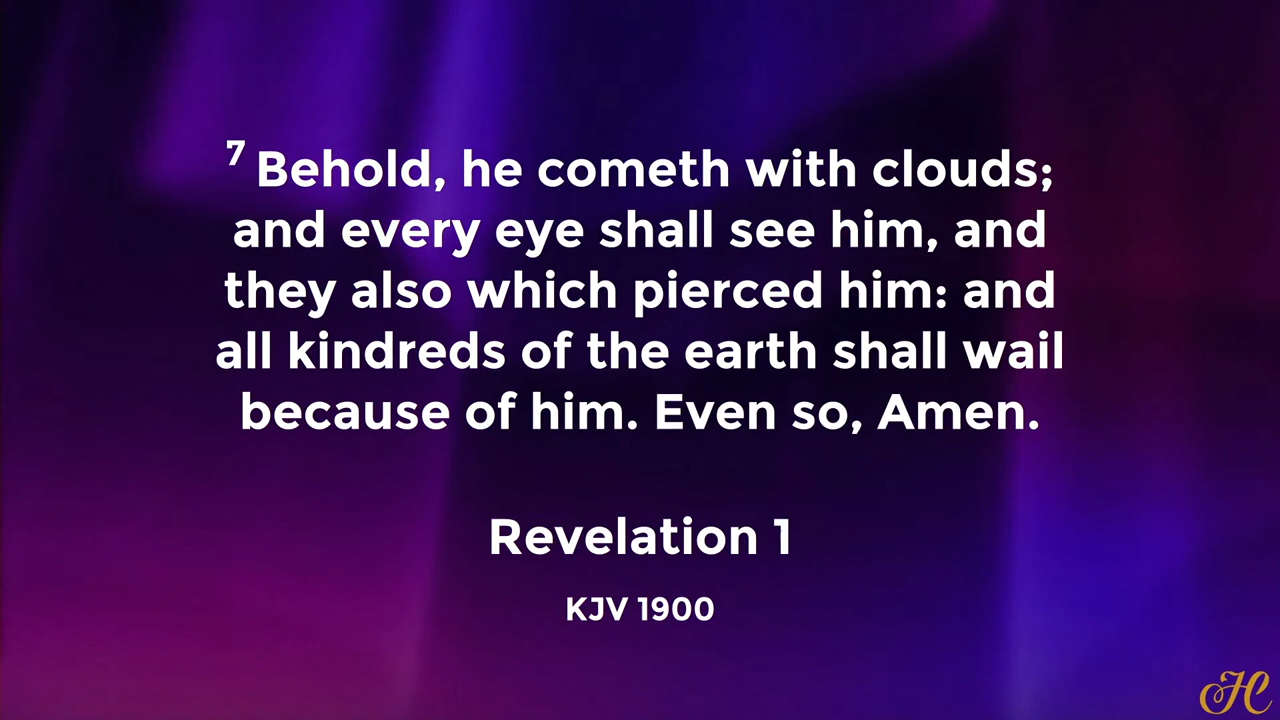 7 Behold, he cometh with clouds;
and every eye shall see him, and
they also which pierced him: and
all kindreds of the earth shall wail
because of him. Even so, Amen.
Revelation 1
KJV 1900
HC